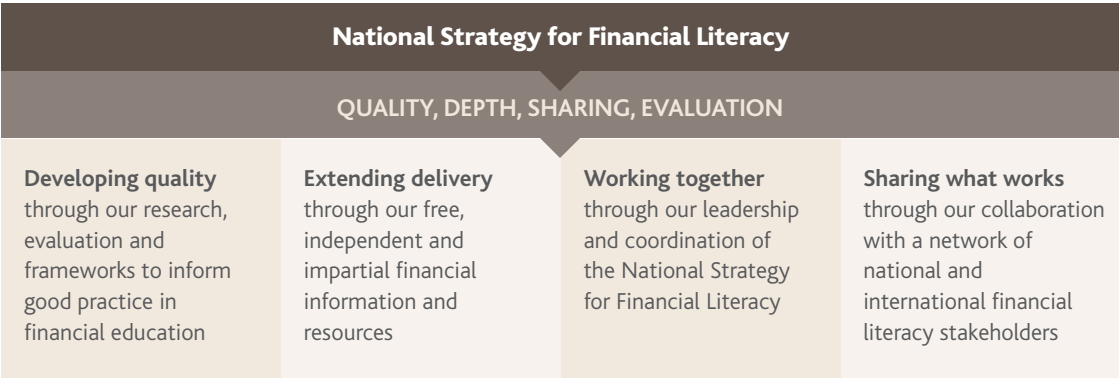 National Strategy for Financial Literacy
QUALITY, DEPTH, SHARING, EVALUATION
Developing quality
through our research,
evaluation and
frameworks to inform
good practice in
financial education
Extending delivery
through our free,
independent and
impartial financial
information and
resources
Working together
through our leadership
and coordination of
the National Strategy
for Financial Literacy
Sharing what works
through our collaboration
with a network of
national and
international financial
literacy stakeholders